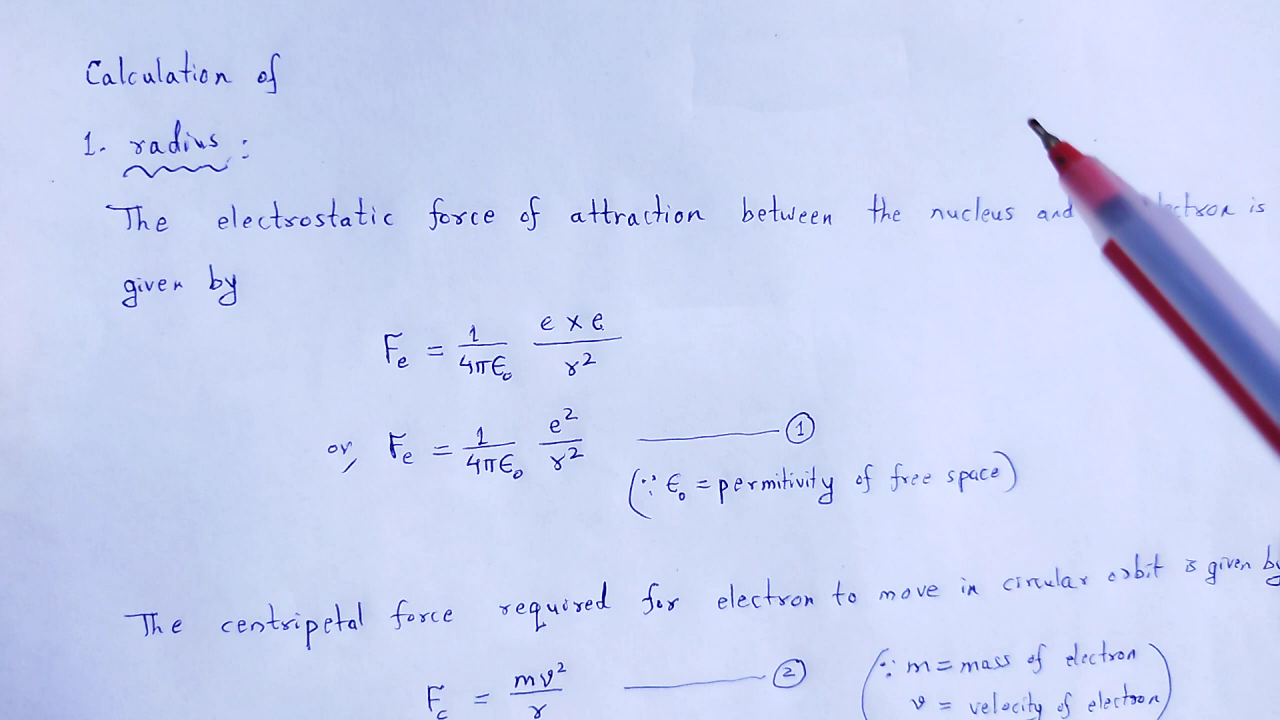 Calculation of
1. radius :
The electrostatic force of attraction between the nucleus and is
given by
Fe = 1/4πϵ₀ e × e/r²
or, Fe = 1/4πϵ₀ e²/r² ——— ①
(∵ ϵ₀ = permitivity of free space)
The centripetal force required for electron to move in circular orbit is given by
Fc = mv²/r ——— ②
(∵ m = mass of electron
v = velocity of electron)